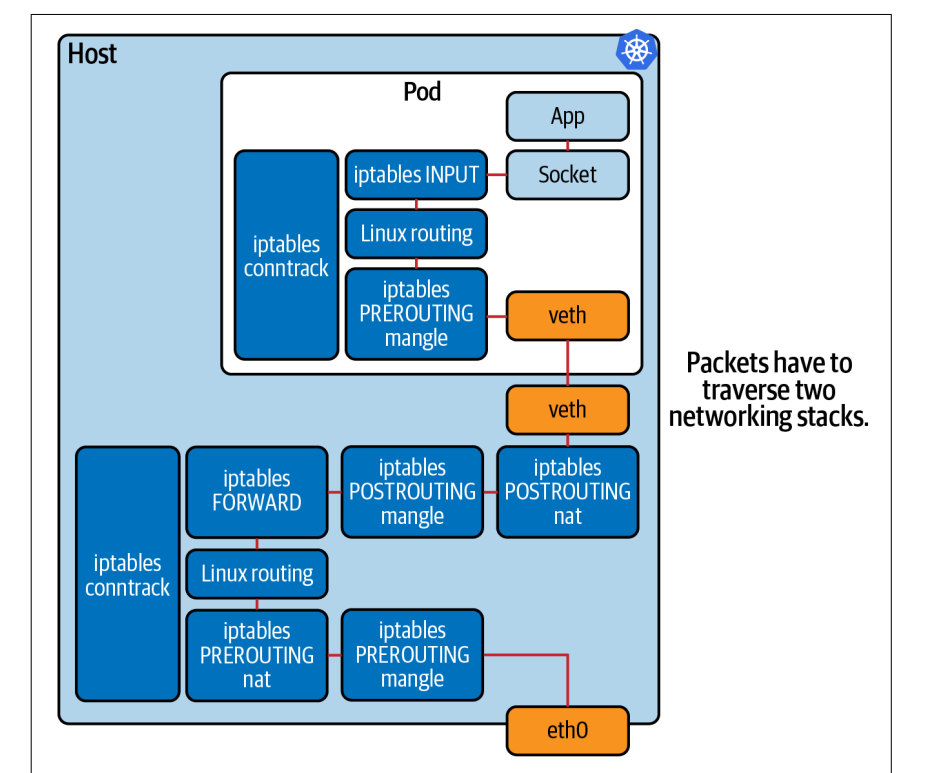 Host
Pod
App
iptables INPUT
Socket
Linux routing
iptables
conntrack
iptables
PREROUTING
mangle
veth
Packets have to
traverse two
networking stacks.
veth
iptables
FORWARD
iptables
POSTROUTING
mangle
iptables
POSTROUTING
nat
iptables
conntrack
Linux routing
iptables
PREROUTING
nat
iptables
PREROUTING
mangle
eth0